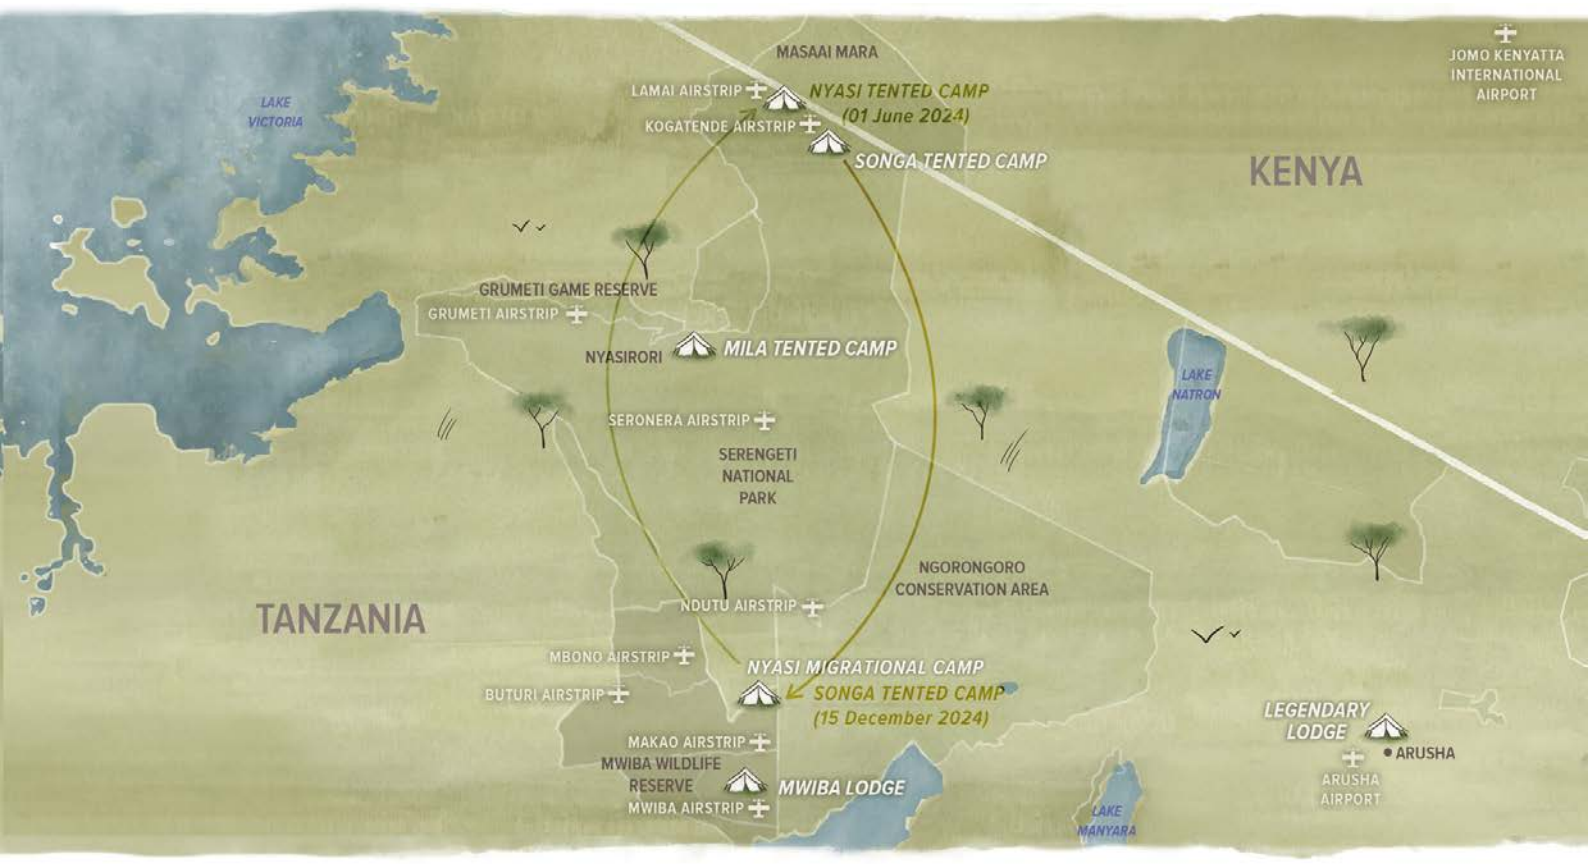 MASAAI MARA
JOMO KENYATTA
INTERNATIONAL
AIRPORT
LAMAI AIRSTRIP
NYASI TENTED CAMP
(01 June 2024)
LAKE
VICTORIA
KOGATENDE AIRSTRIP
SONGA TENTED CAMP
KENYA
GRUMETI GAME RESERVE
GRUMETI AIRSTRIP
NYASIRORI
MILA TENTED CAMP
LAKE
NATRON
SERONERA AIRSTRIP
SERENGETI
NATIONAL
PARK
NGORONGORO
CONSERVATION AREA
TANZANIA
NDUTU AIRSTRIP
MBONO AIRSTRIP
NYASI MIGRATIONAL CAMP
BUTURI AIRSTRIP
SONGA TENTED CAMP
(15 December 2024)
LEGENDARY
LODGE
ARUSHA
MAKAO AIRSTRIP
MWIBA WILDLIFE
RESERVE
MWIBA LODGE
ARUSHA
AIRPORT
MWIBA AIRSTRIP
LAKE
MANYARA